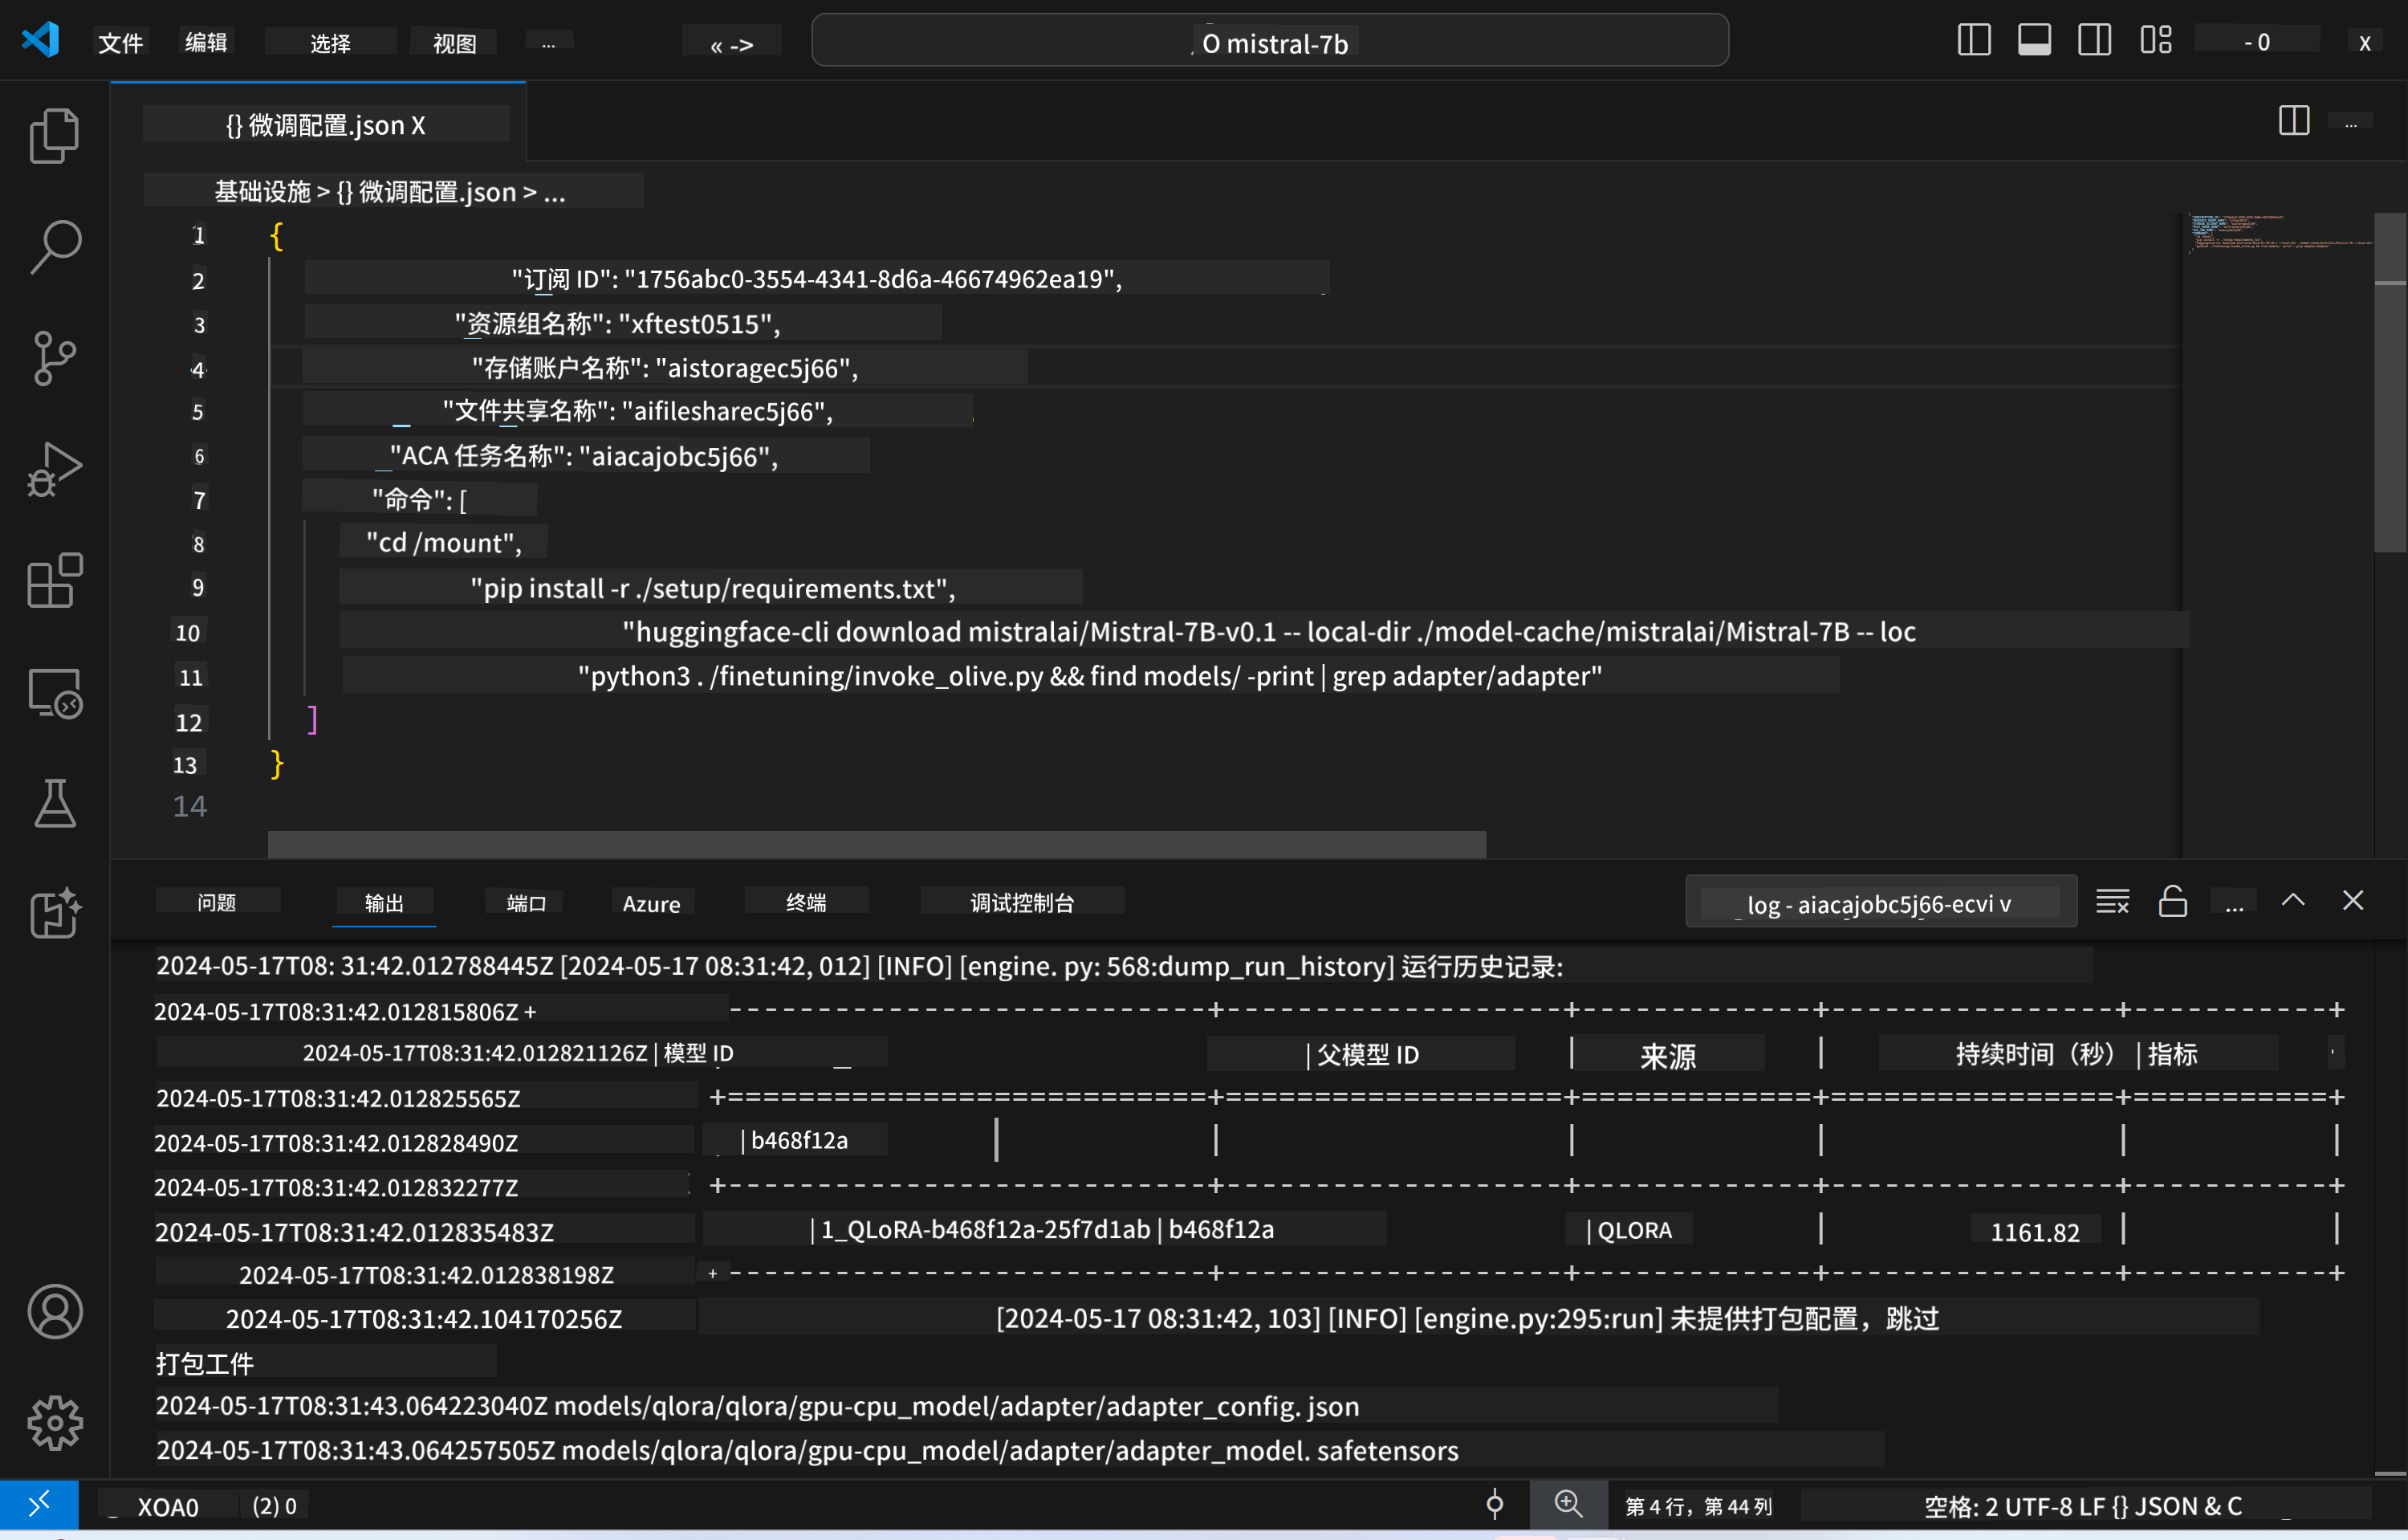 文件 编辑 选择 视图 ... « -> O mistral-7b - 0 x
{} 微调配置.json X ...
基础设施 > {} 微调配置.json > ...
1 {
2 "订阅 ID": "1756abc0-3554-4341-8d6a-46674962ea19",
3 "资源组名称": "xftest0515",
4 "存储账户名称": "aistoragec5j66",
5 "文件共享名称": "aifilesharec5j66",
6 "ACA 任务名称": "aiacajobc5j66",
7 "命令": [
8 "cd /mount",
9 "pip install -r ./setup/requirements.txt",
10 "huggingface-cli download mistralai/Mistral-7B-v0.1 -- local-dir ./model-cache/mistralai/Mistral-7B -- loc
11 "python3 . /finetuning/invoke_olive.py && find models/ -print | grep adapter/adapter"
12 ]
13 }
14
问题 输出 端口 Azure 终端 调试控制台 _ log - aiacajobc5j66-ecvi v ...
2024-05-17T08: 31:42.012788445Z [2024-05-17 08:31:42, 012] [INFO] [engine. py: 568:dump_run_history] 运行历史记录:
2024-05-17T08:31:42.012815806Z +---------------------------+-------------------+-------------+----------------+-----------+
2024-05-17T08:31:42.012821126Z | 模型 ID | 父模型 ID | 来源 | 持续时间（秒） | 指标
2024-05-17T08:31:42.012825565Z +===========================+===================+=============+================+===========+
2024-05-17T08:31:42.012828490Z | b468f12a | | | | | |
2024-05-17T08:31:42.012832277Z +---------------------------+-------------------+-------------+----------------+-----------+
2024-05-17T08:31:42.012835483Z | 1_QLoRA-b468f12a-25f7d1ab | b468f12a | QLORA | 1161.82 | |
2024-05-17T08:31:42.012838198Z +---------------------------+-------------------+-------------+----------------+-----------+
2024-05-17T08:31:42.104170256Z [2024-05-17 08:31:42, 103] [INFO] [engine.py:295:run] 未提供打包配置，跳过
打包工件
2024-05-17T08:31:43.064223040Z models/qlora/qlora/gpu-cpu_model/adapter/adapter_config. json
2024-05-17T08:31:43.064257505Z models/qlora/qlora/gpu-cpu_model/adapter/adapter_model. safetensors
XOA0 (2) 0 第 4 行，第 44 列 空格: 2 UTF-8 LF {} JSON & C